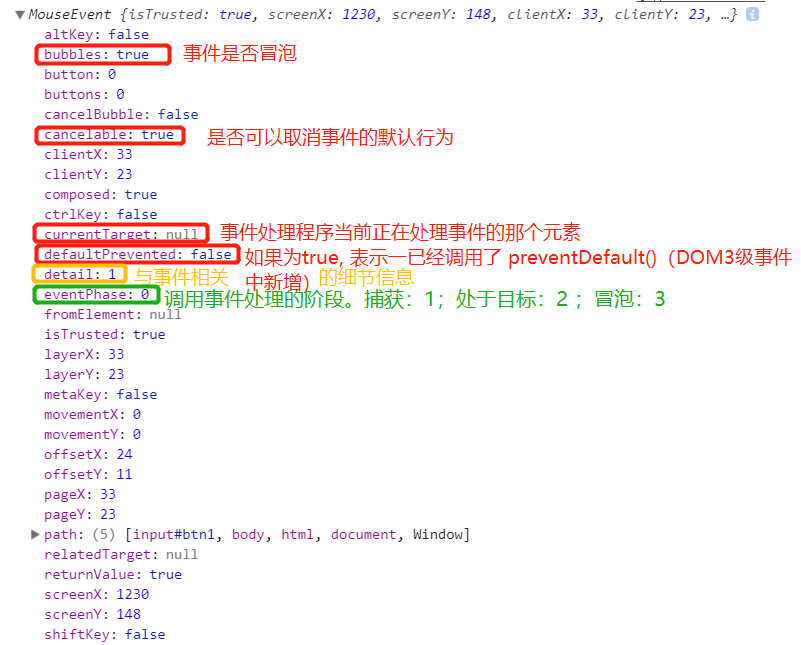 MouseEvent {isTrusted: true, screenX: 1230, screenY: 148, clientX: 33, clientY: 23, …}
altKey: false
bubbles: true 事件是否冒泡
button: 0
buttons: 0
cancelBubble: false
cancelable: true 是否可以取消事件的默认行为
clientX: 33
clientY: 23
composed: true
ctrlKey: false
currentTarget: null 事件处理程序当前正在处理事件的那个元素
defaultPrevented: false 如果为true, 表示一已经调用了 preventDefault()（DOM3级事件
中新增）
detail: 1 与事件相关 的细节信息
eventPhase: 0 调用事件处理的阶段。捕获：1；处于目标：2 ；冒泡：3
fromElement: null
isTrusted: true
layerX: 33
layerY: 23
metaKey: false
movementX: 0
movementY: 0
offsetX: 24
offsetY: 11
pageX: 33
pageY: 23
path: (5) [input#btn1, body, html, document, Window]
relatedTarget: null
returnValue: true
screenX: 1230
screenY: 148
shiftKey: false